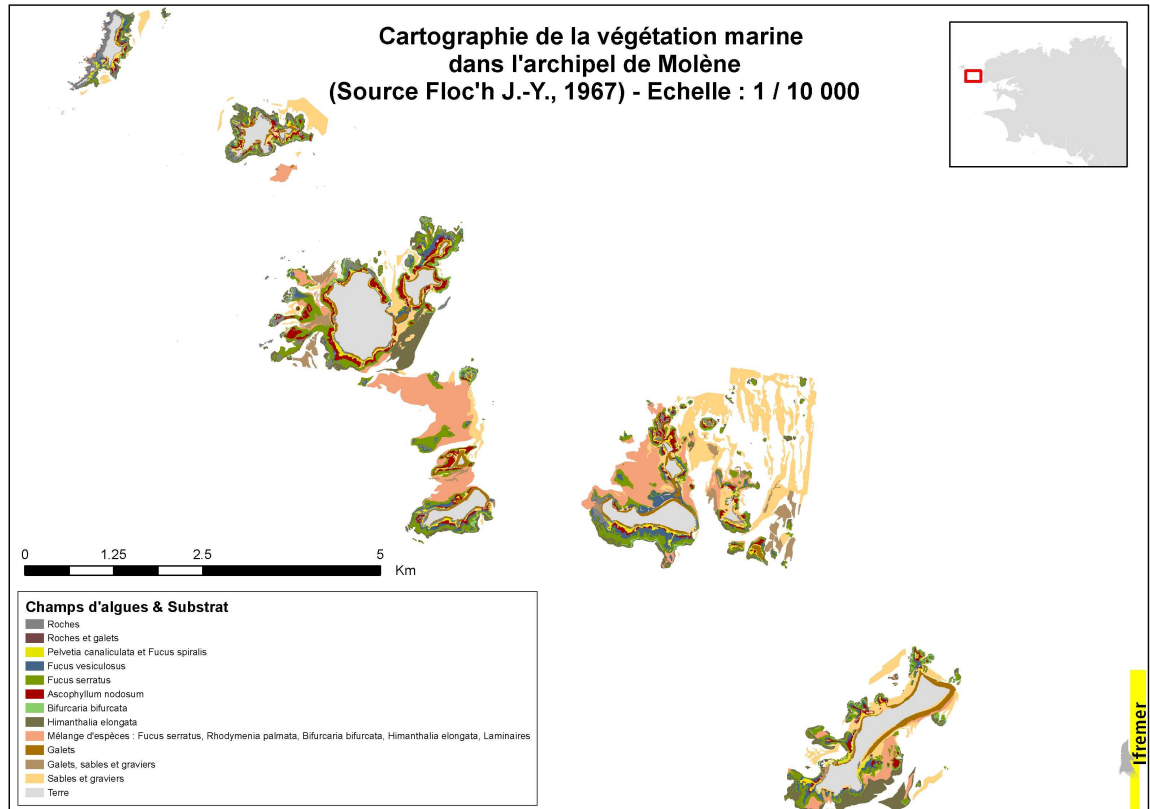 Cartographie de la végétation marine
dans l'archipel de Molène
(Source Floc'h J.-Y., 1967) - Echelle : 1 / 10 000
0 1.25 2.5 5
Km
Champs d'algues & Substrat
Roches
Roches et galets
Pelvetia canaliculata et Fucus spiralis
Fucus vesiculosus
Fucus serratus
Ascophyllum nodosum
Bifurcaria bifurcata
Himanthalia elongata
Mélange d'espèces : Fucus serratus, Rhodymenia palmata, Bifurcaria bifurcata, Himanthalia elongata, Laminaires
Galets
Galets, sables et graviers
Sables et graviers
Terre
Ifremer